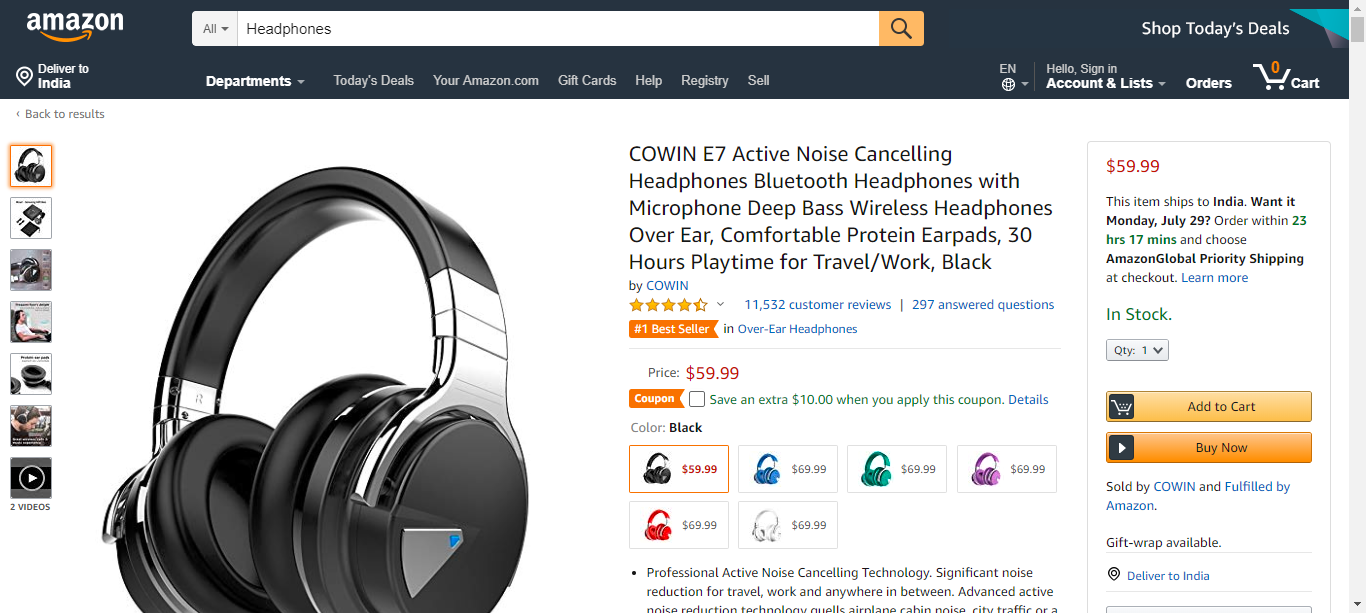 amazon
All
Headphones
Shop Today's Deals
Deliver to
India
Departments
Today's Deals
Your Amazon.com
Gift Cards
Help
Registry
Sell
EN
Hello, Sign in
Account & Lists
Orders
0
Cart
‹ Back to results
2 VIDEOS
R
COWIN E7 Active Noise Cancelling
Headphones Bluetooth Headphones with
Microphone Deep Bass Wireless Headphones
Over Ear, Comfortable Protein Earpads, 30
Hours Playtime for Travel/Work, Black
by COWIN
11,532 customer reviews | 297 answered questions
#1 Best Seller in Over-Ear Headphones
Price: $59.99
Coupon Save an extra $10.00 when you apply this coupon. Details
Color: Black
$59.99 $69.99 $69.99 $69.99
$69.99 $69.99
• Professional Active Noise Cancelling Technology. Significant noise
reduction for travel, work and anywhere in between. Advanced active
noise reduction technology quells airplane cabin noise, city traffic or a
$59.99
This item ships to India. Want it
Monday, July 29? Order within 23
hrs 17 mins and choose
AmazonGlobal Priority Shipping
at checkout. Learn more
In Stock.
Qty: 1
Add to Cart
Buy Now
Sold by COWIN and Fulfilled by
Amazon.
Gift-wrap available.
Deliver to India